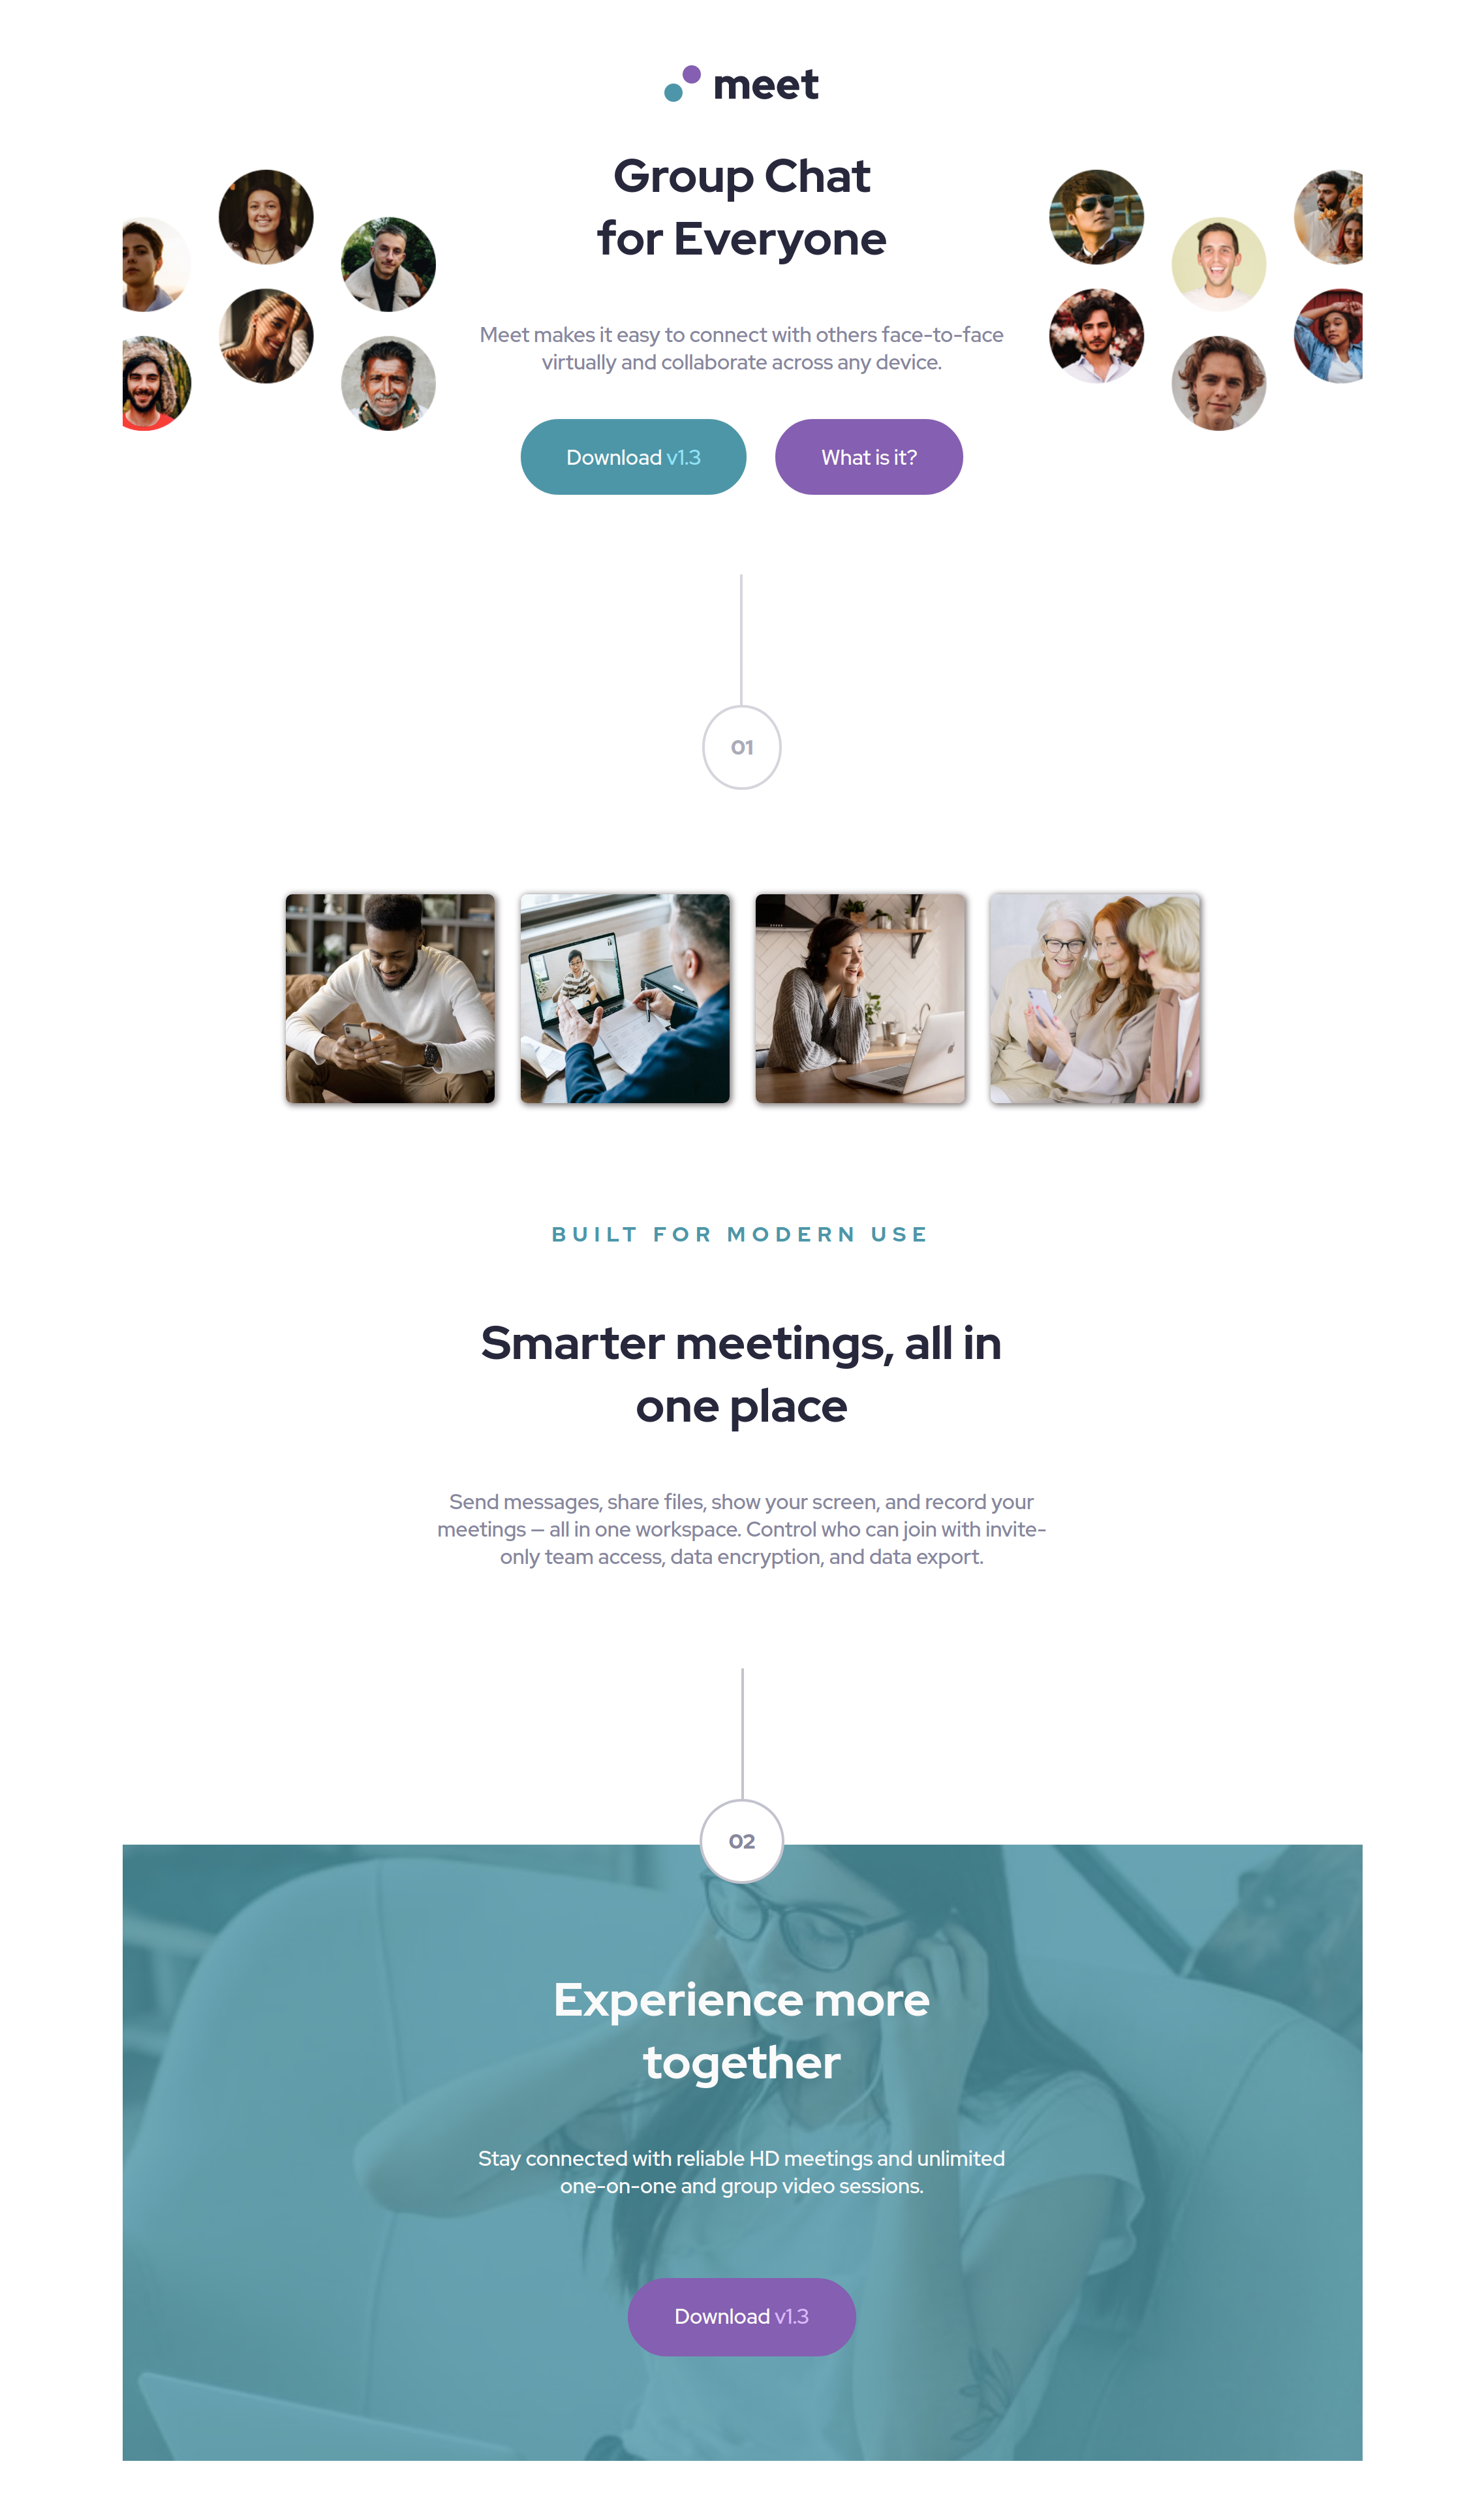 meet
Group Chat
for Everyone
Meet makes it easy to connect with others face-to-face
virtually and collaborate across any device.
Download v1.3
What is it?
01
BUILT FOR MODERN USE
Smarter meetings, all in
one place
Send messages, share files, show your screen, and record your
meetings — all in one workspace. Control who can join with invite-
only team access, data encryption, and data export.
02
Experience more
together
Stay connected with reliable HD meetings and unlimited
one-on-one and group video sessions.
Download v1.3